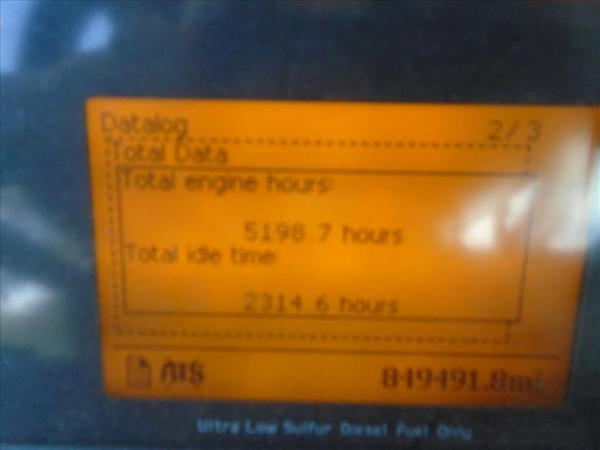 Datalog 2/3
Total Data
Total engine hours:
5198.7 hours
Total idle time:
2314.6 hours
849491.8mi
Ultra Low Sulfur Diesel Fuel Only